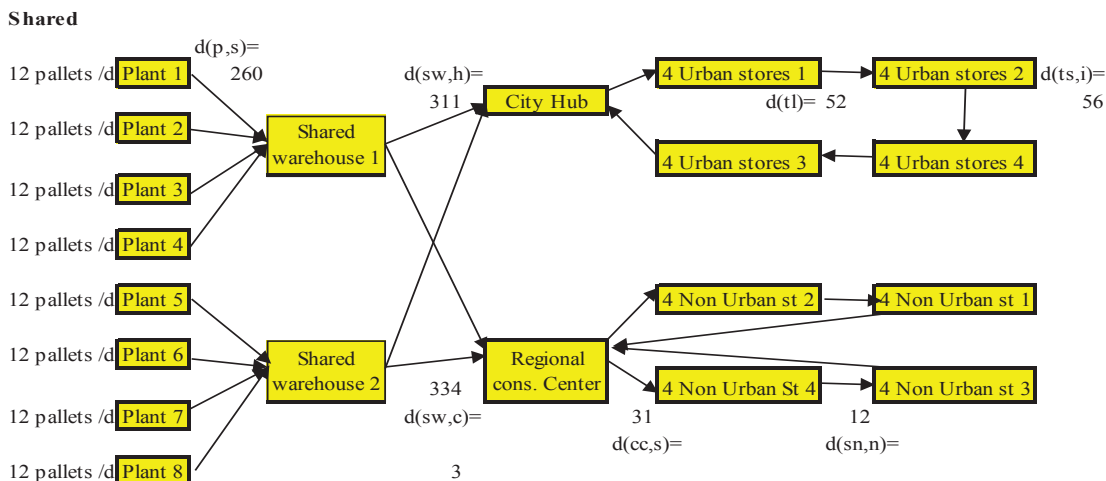 Shared
d(p,s)=
260
12 pallets /d Plant 1
12 pallets /d Plant 2
12 pallets /d Plant 3
12 pallets /d Plant 4
12 pallets /d Plant 5
12 pallets /d Plant 6
12 pallets /d Plant 7
12 pallets /d Plant 8
Shared
warehouse 1
Shared
warehouse 2
d(sw,h)=
311
City Hub
4 Urban stores 1
4 Urban stores 2
d(ts,i)=
56
d(tl)= 52
4 Urban stores 3
4 Urban stores 4
334
d(sw,c)=
3
Regional
cons. Center
4 Non Urban st 2
4 Non Urban st 1
4 Non Urban St 4
4 Non Urban st 3
31
d(cc,s)=
12
d(sn,n)=